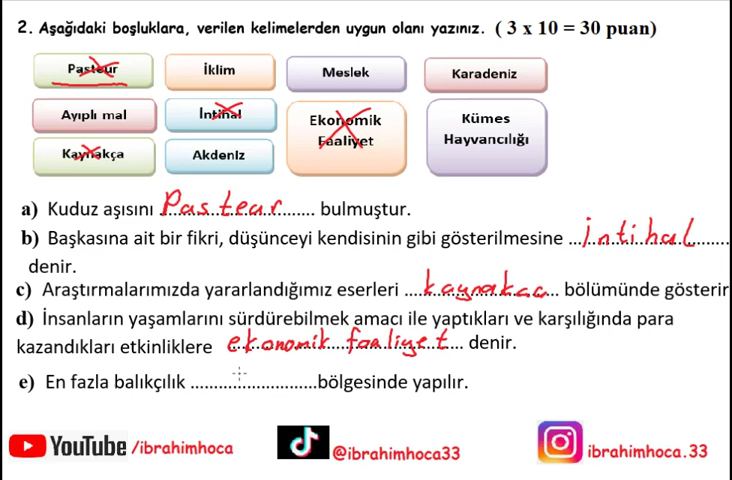 2. Aşağıdaki boşluklara, verilen kelimelerden uygun olanı yazınız. ( 3 x 10 = 30 puan)
Pasteur İklim Meslek Karadeniz
Ayıplı mal İntihal Ekonomik Faaliyet Kümes Hayvancılığı
Kaynakça Akdeniz
a) Kuduz aşısını Pastear bulmuştur.
b) Başkasına ait bir fikri, düşünceyi kendisinin gibi gösterilmesine ... intihal ......
denir.
c) Araştırmalarımızda yararlandığımız eserleri .... kaynakca ... bölümünde gösterir
d) İnsanların yaşamlarını sürdürebilmek amacı ile yaptıkları ve karşılığında para
kazandıkları etkinliklere ekonomik faaliyet ... denir.
e) En fazla balıkçılık ............................bölgesinde yapılır.
YouTube /ibrahimhoca @ibrahimhoca33 ibrahimhoca.33